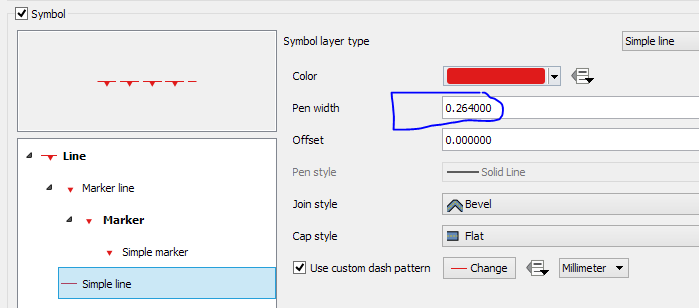 Symbol
Symbol layer type Simple line
Color
Pen width 0.264000
Offset 0.000000
Pen style Solid Line
Join style Bevel
Cap style Flat
Use custom dash pattern Change Millimeter
Line
Marker line
Marker
Simple marker
Simple line